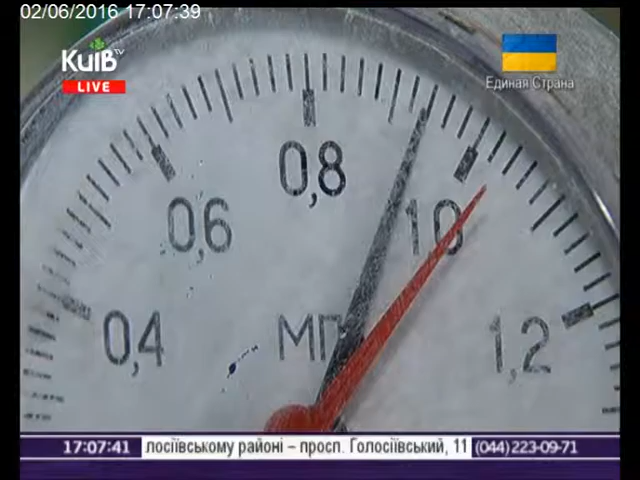 02/06/2016 17:07:39
КиїВ TV
LIVE
Единая Страна
0,8
0,6
1,0
0,4
МП
1,2
17:07:41 лосіївському районі – просп. Голосіївський, 11 (044) 223-09-71